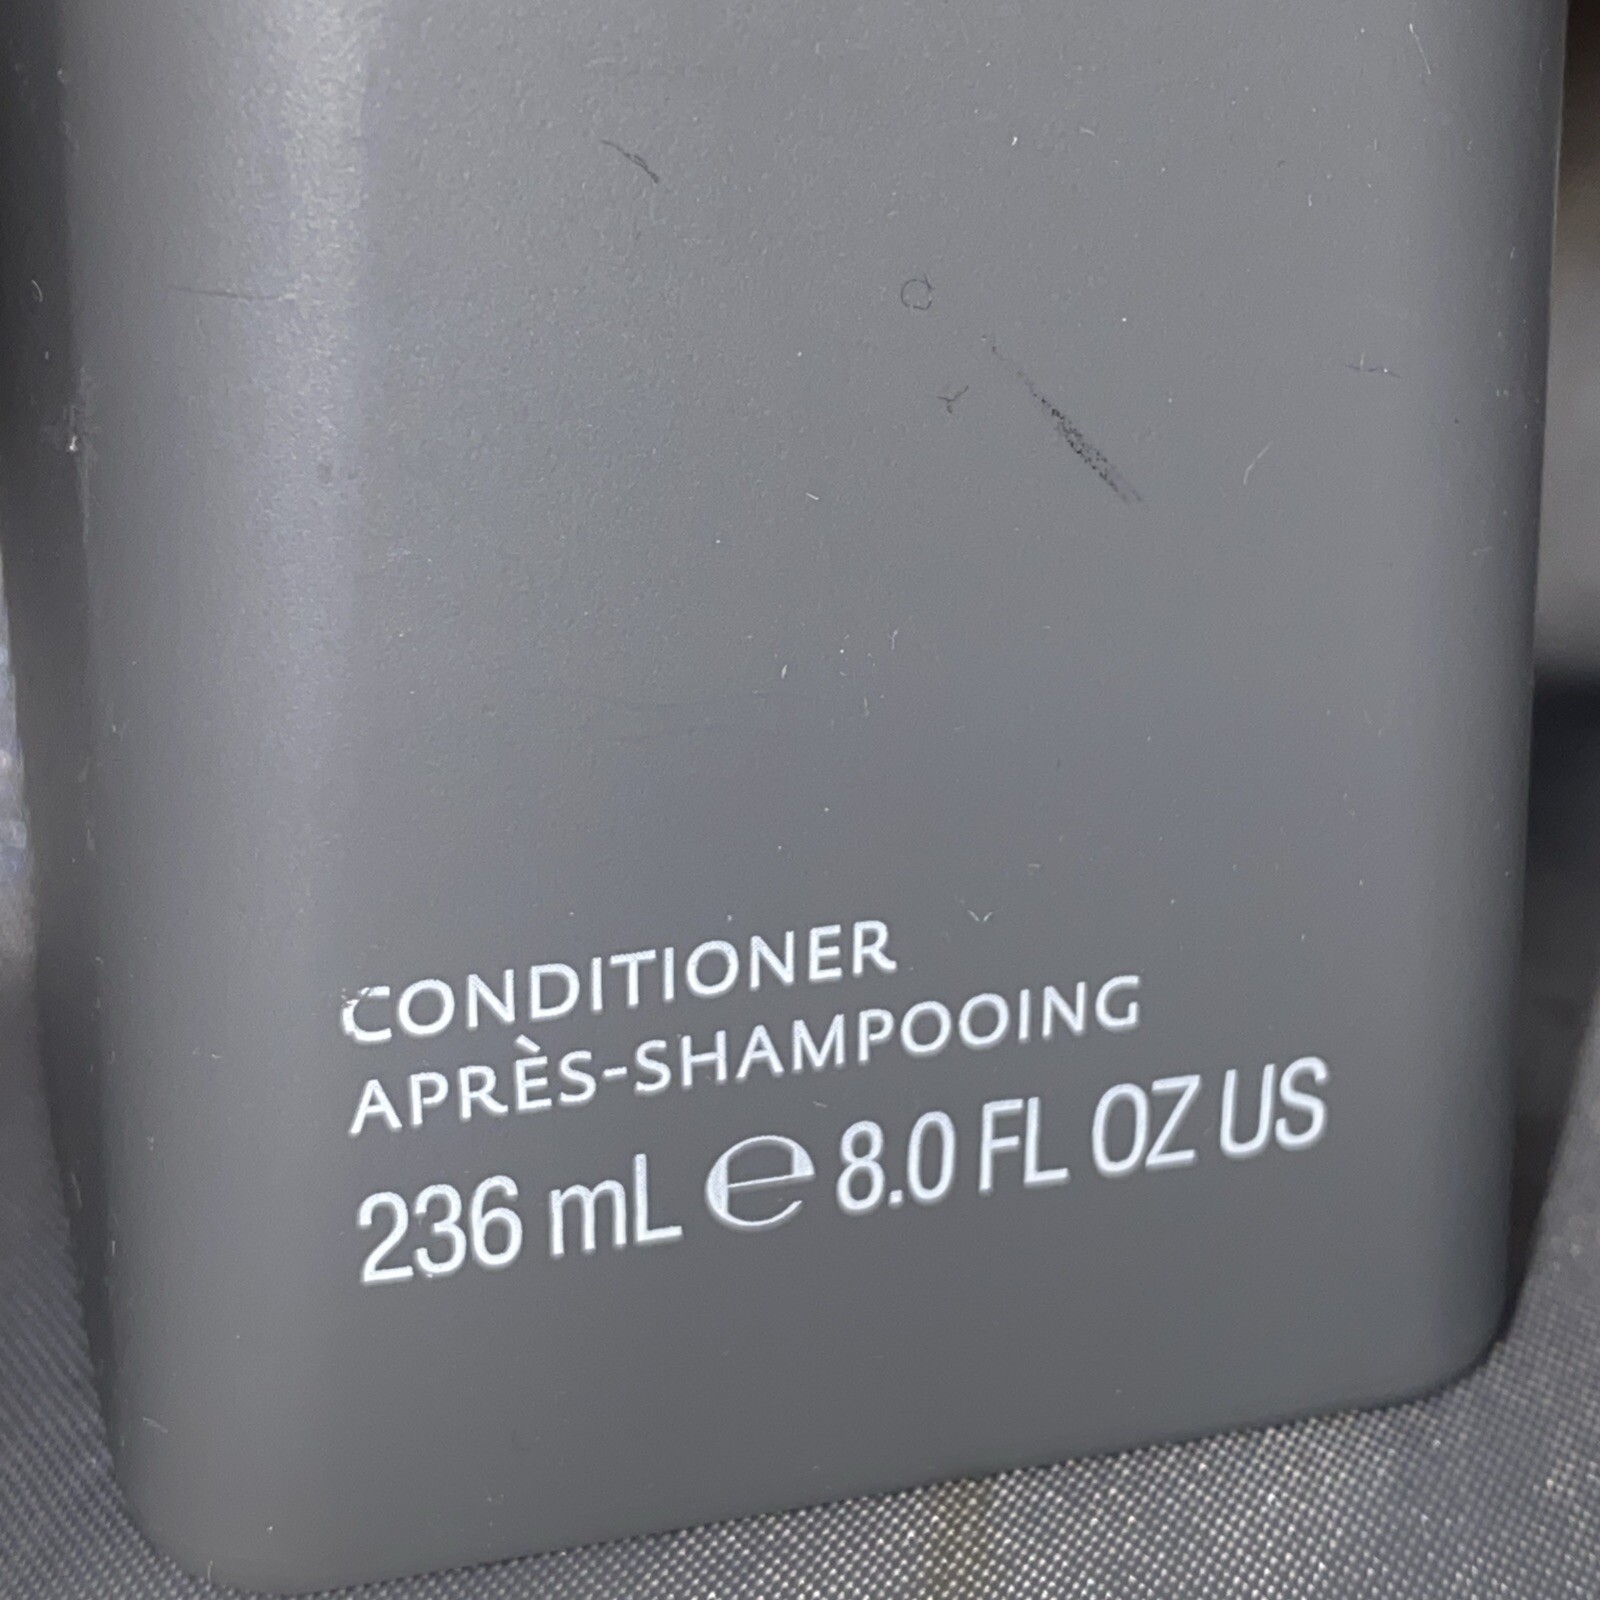 CONDITIONER
APRÈS-SHAMPOOING
236 mL ℮ 8.0 FL OZ US